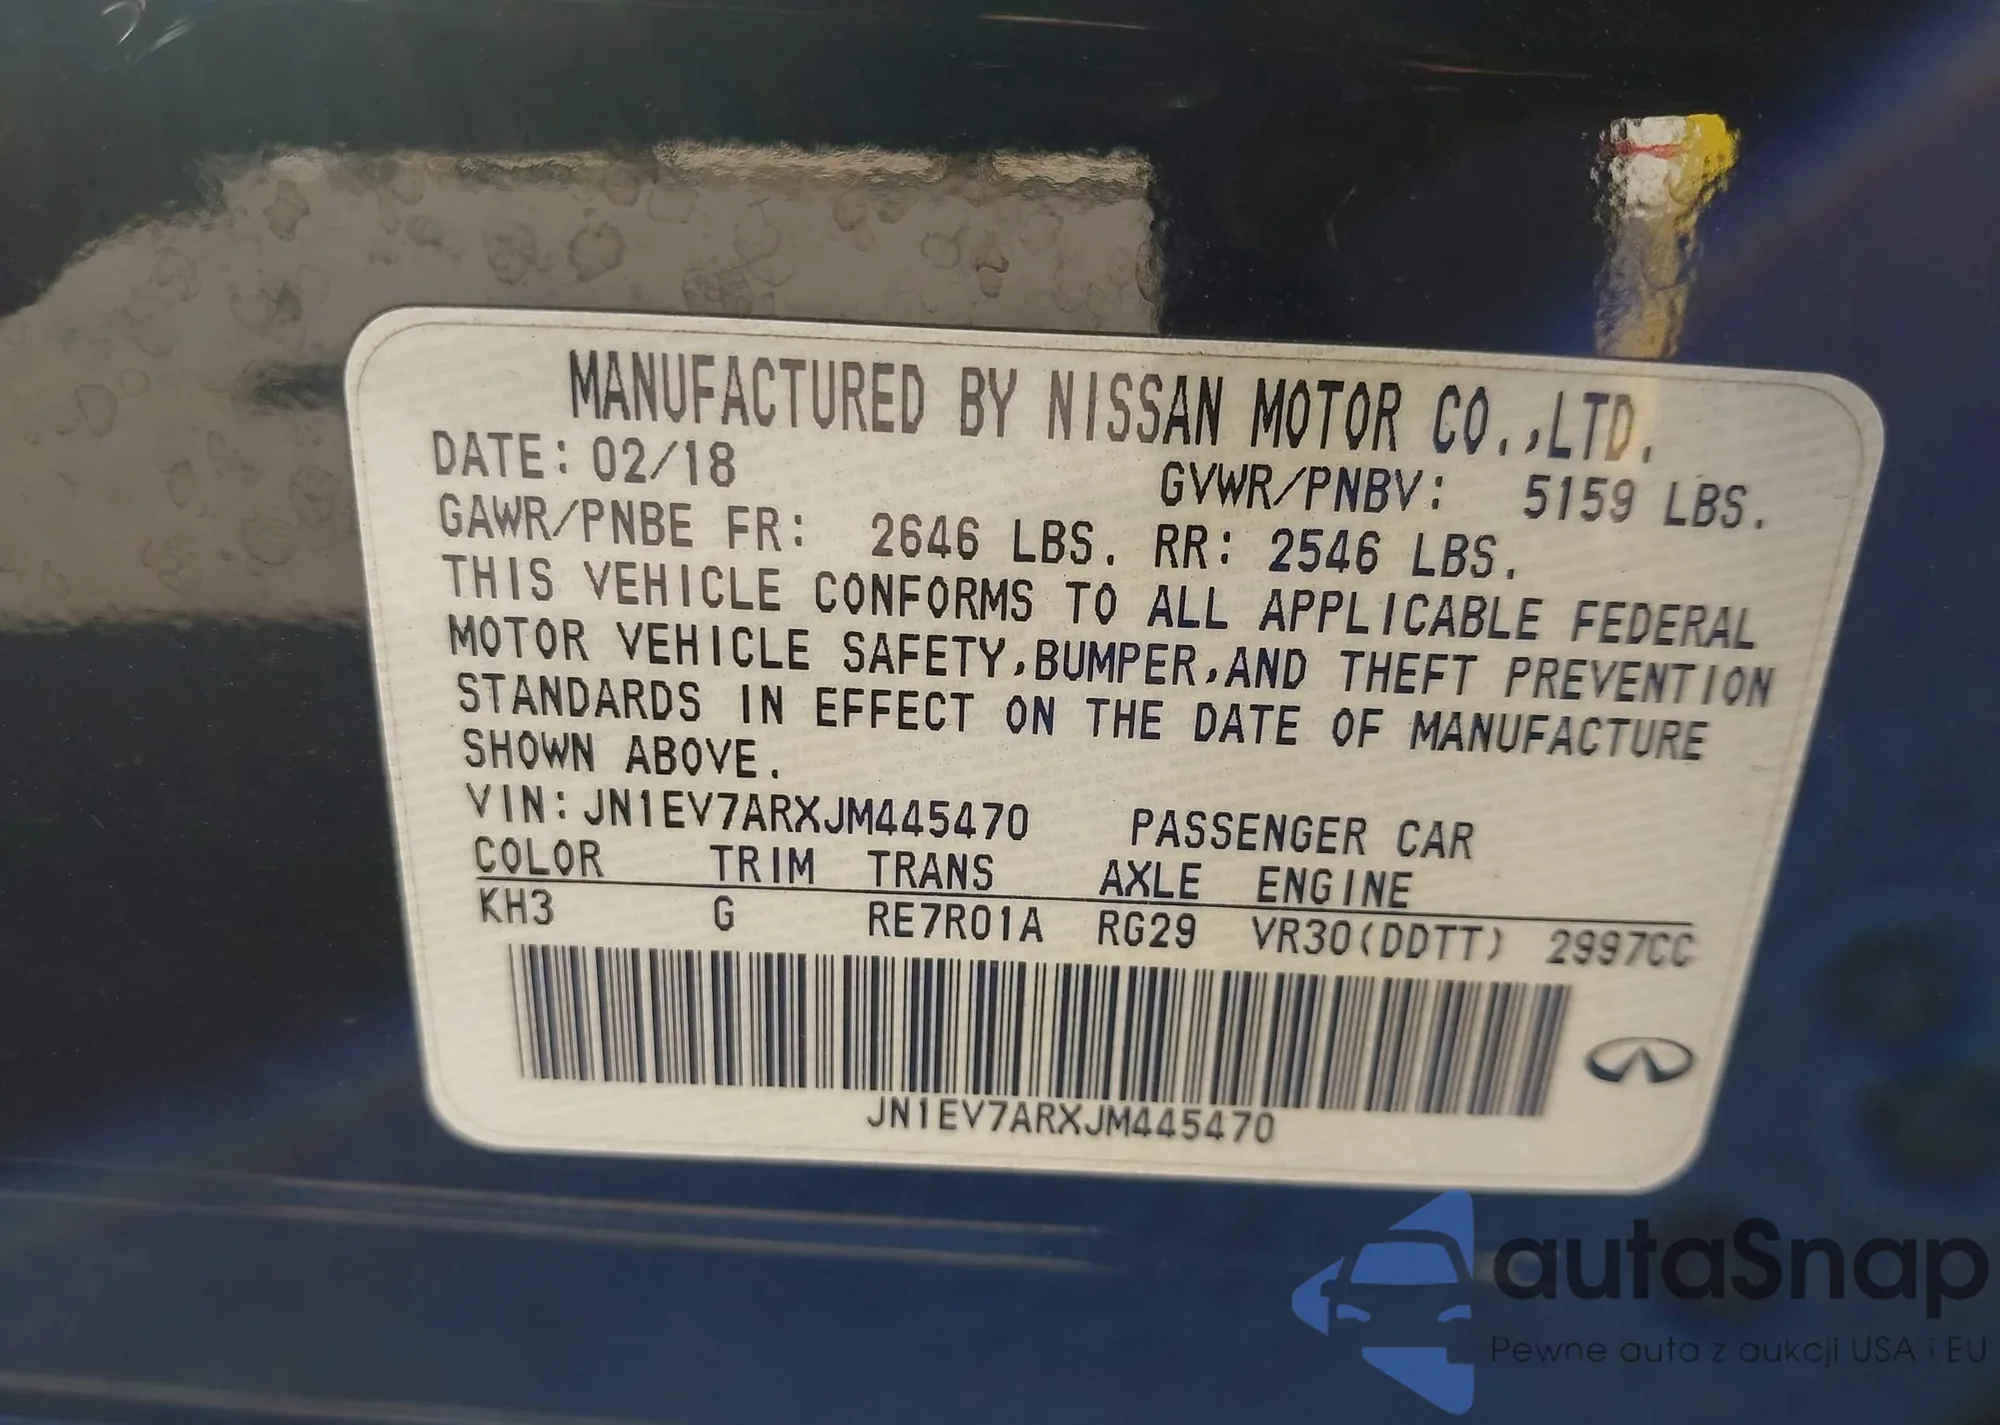 MANUFACTURED BY NISSAN MOTOR CO.,LTD.
DATE: 02/18 GVWR/PNBV: 5159 LBS.
GAWR/PNBE FR: 2646 LBS. RR: 2546 LBS.
THIS VEHICLE CONFORMS TO ALL APPLICABLE FEDERAL
MOTOR VEHICLE SAFETY,BUMPER,AND THEFT PREVENTION
STANDARDS IN EFFECT ON THE DATE OF MANUFACTURE
SHOWN ABOVE.
VIN: JN1EV7ARXJM445470 PASSENGER CAR
COLOR TRIM TRANS AXLE ENGINE
KH3 G RE7R01A RG29 VR30(DDTT) 2997CC
JN1EV7ARXJM445470
autaSnap
Pewne auta z aukcji USA i EU